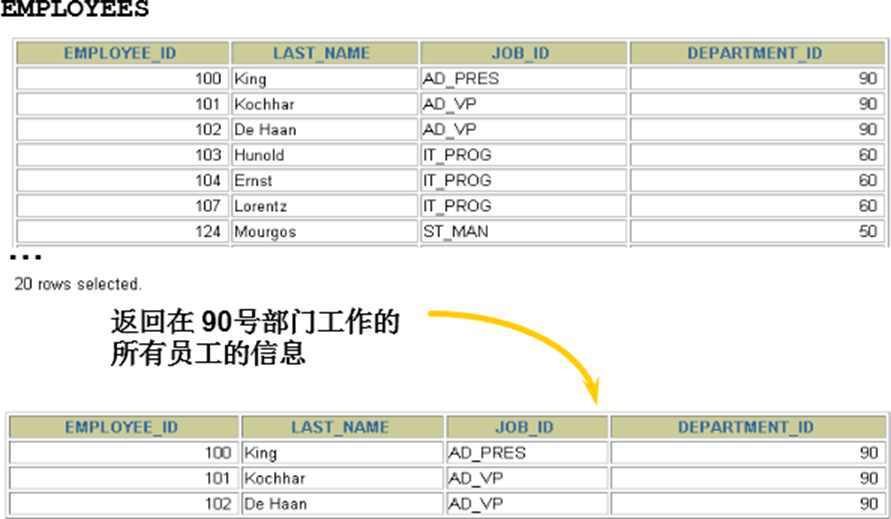 EMPLOYEES
EMPLOYEE_ID LAST_NAME JOB_ID DEPARTMENT_ID
100 King AD_PRES 90
101 Kochhar AD_VP 90
102 De Haan AD_VP 90
103 Hunold IT_PROG 60
104 Ernst IT_PROG 60
107 Lorentz IT_PROG 60
124 Mourgos ST_MAN 50
...
20 rows selected.
返回在 90号部门工作的
所有员工的信息
EMPLOYEE_ID LAST_NAME JOB_ID DEPARTMENT_ID
100 King AD_PRES 90
101 Kochhar AD_VP 90
102 De Haan AD_VP 90